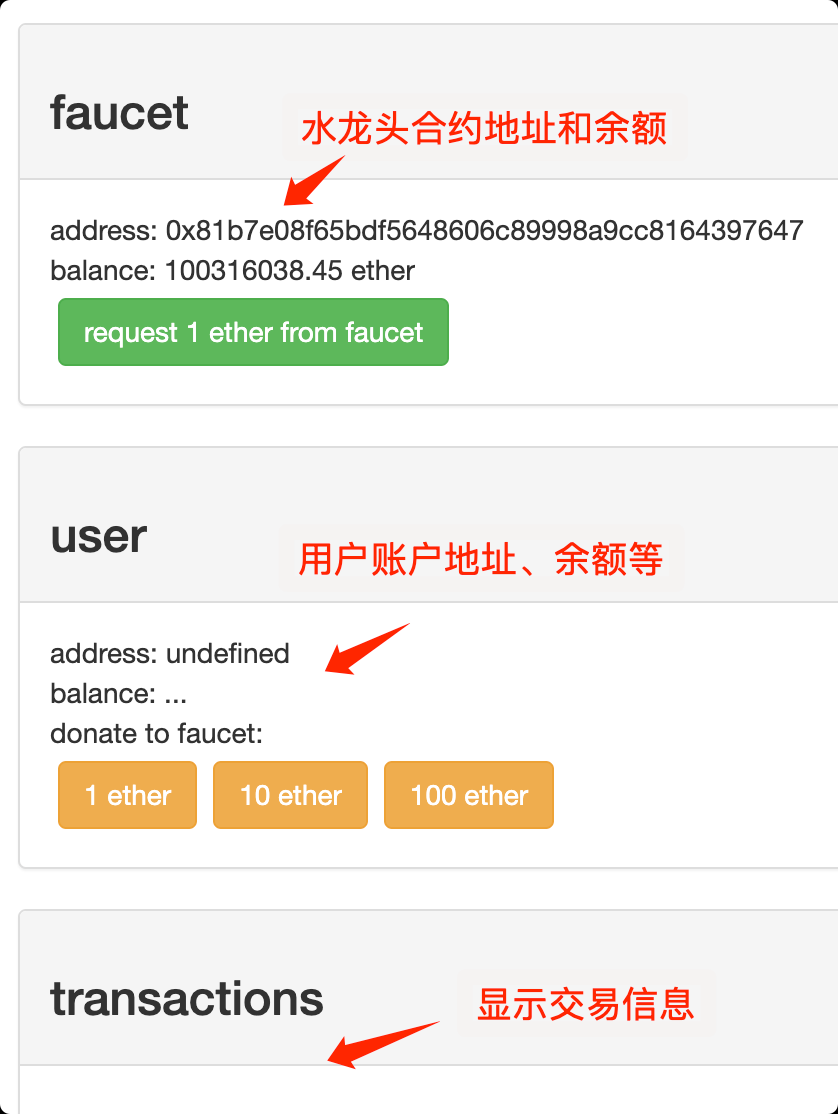 faucet
水龙头合约地址和余额
address: 0x81b7e08f65bdf5648606c89998a9cc8164397647
balance: 100316038.45 ether
request 1 ether from faucet
user
用户账户地址、余额等
address: undefined
balance: ...
donate to faucet:
1 ether 10 ether 100 ether
transactions
显示交易信息